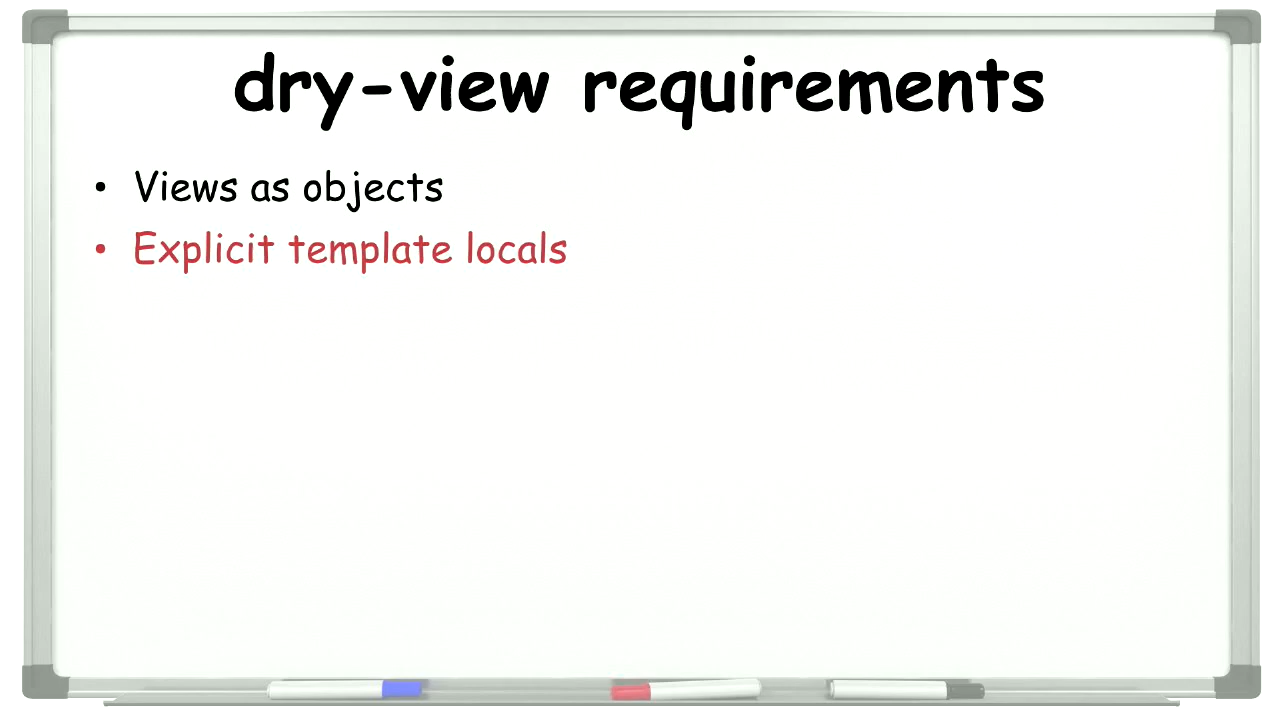 dry-view requirements
• Views as objects
• Explicit template locals